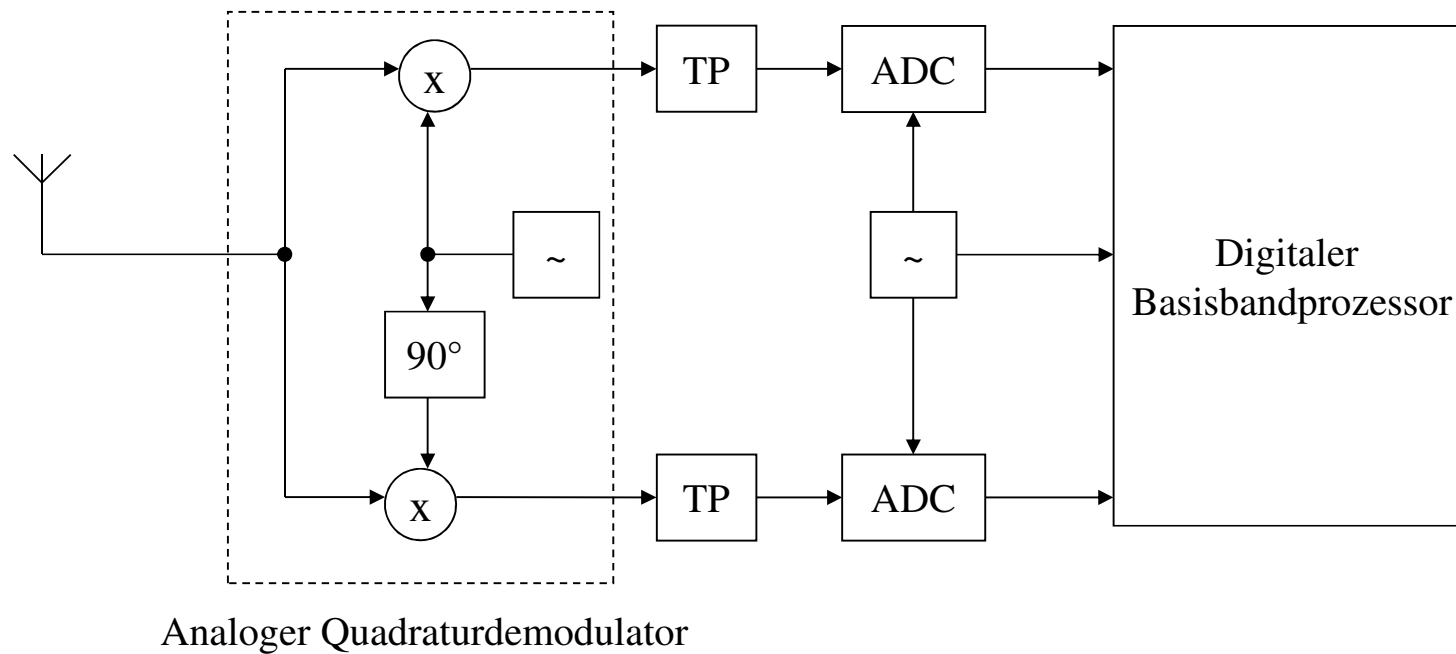 x
TP
ADC
~
~
Digitaler
Basisbandprozessor
90°
x
TP
ADC
Analoger Quadraturdemodulator